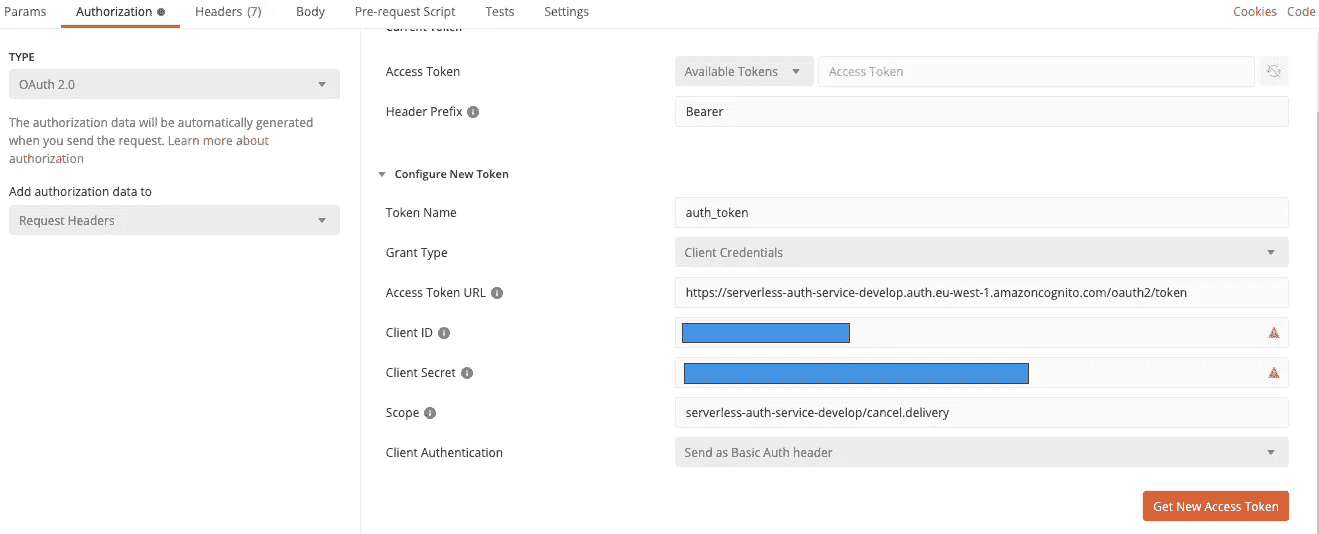 Params Authorization Headers (7) Body Pre-request Script Tests Settings Cookies Code
TYPE
OAuth 2.0
The authorization data will be automatically generated
when you send the request. Learn more about
authorization
Add authorization data to
Request Headers
Current Token
Access Token Available Tokens Access Token
Header Prefix Bearer
Configure New Token
Token Name auth_token
Grant Type Client Credentials
Access Token URL https://serverless-auth-service-develop.auth.eu-west-1.amazoncognito.com/oauth2/token
Client ID
Client Secret
Scope serverless-auth-service-develop/cancel.delivery
Client Authentication Send as Basic Auth header
Get New Access Token